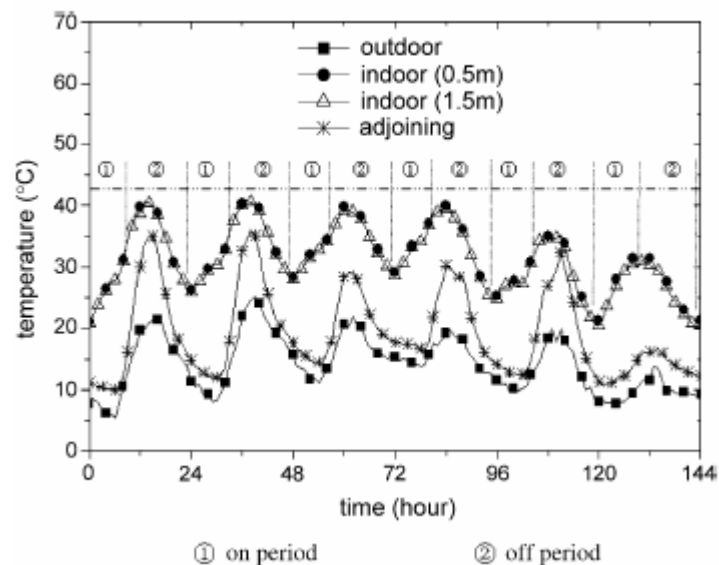 70
60
50
40
30
20
10
0
temperature (°C)
outdoor
indoor (0.5m)
indoor (1.5m)
adjoining
① ② ① ② ① ② ① ② ① ② ① ②
0 24 48 72 96 120 144
time (hour)
① on period ② off period